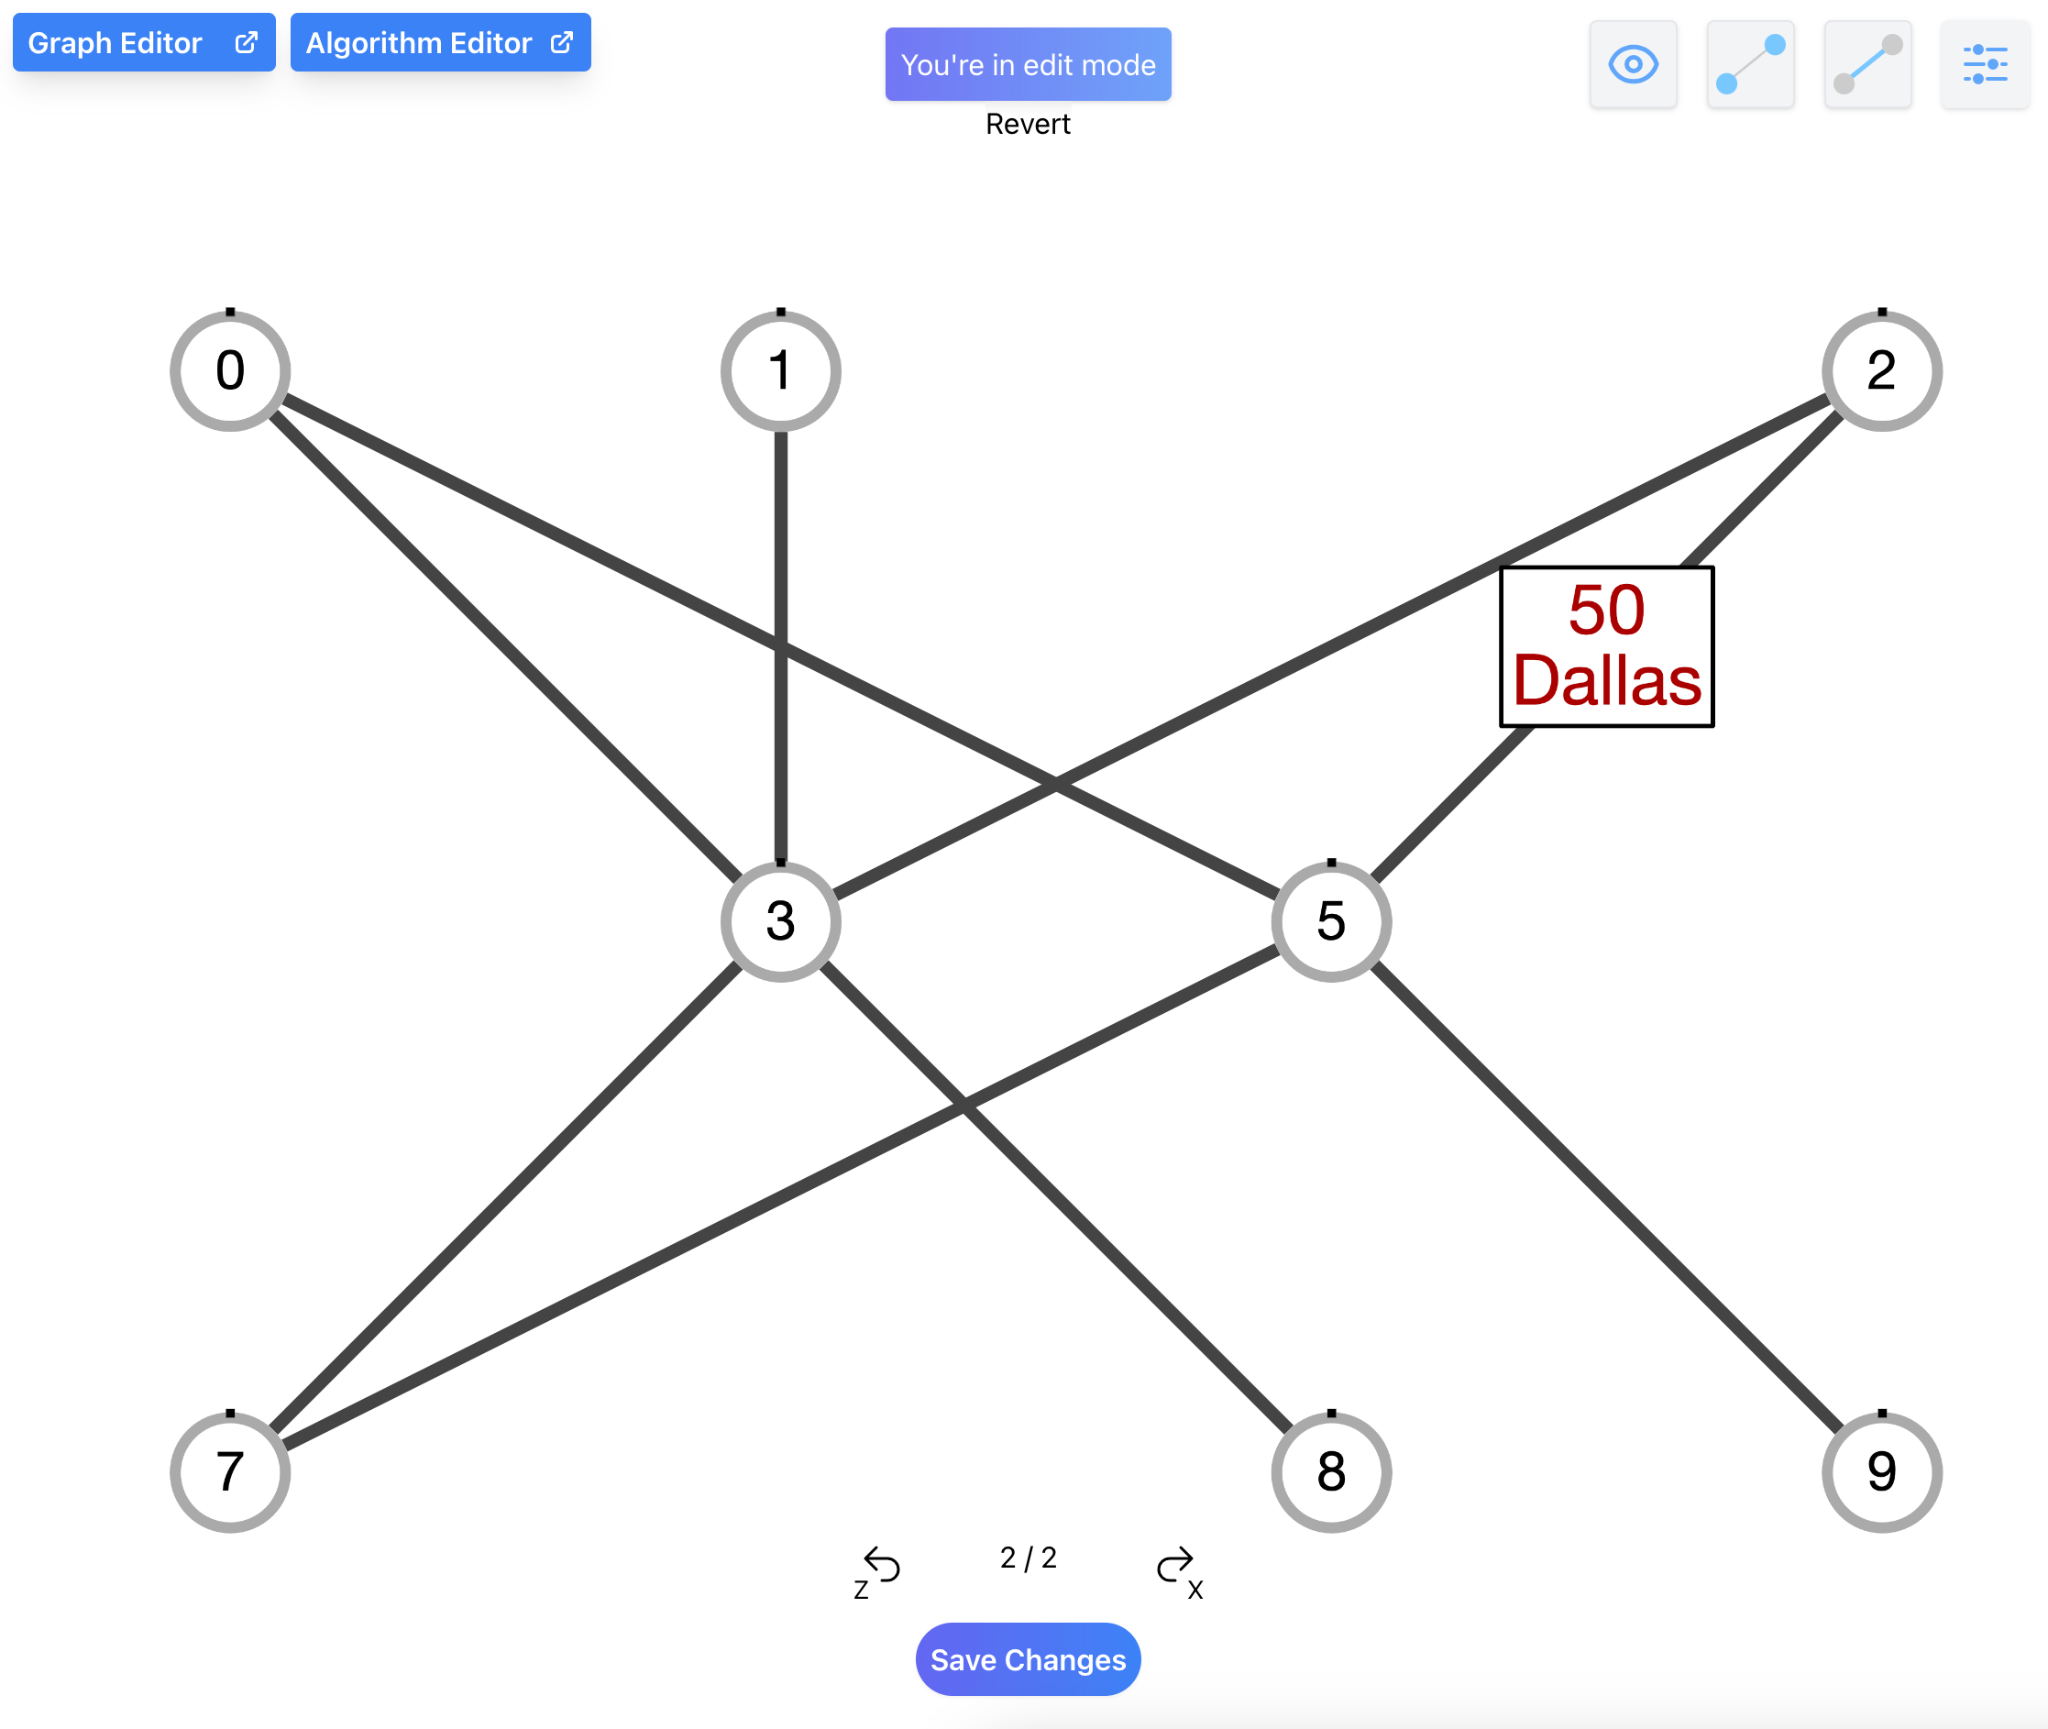 Graph Editor
Algorithm Editor
You're in edit mode
Revert
0
1
2
50
Dallas
3
5
7
8
9
Z
2 / 2
X
Save Changes